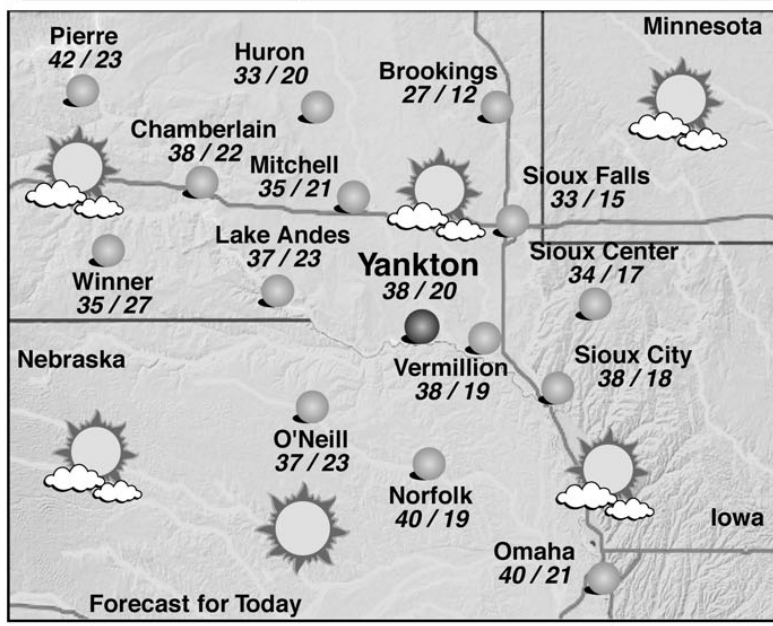 Minnesota
Pierre
42 / 23
Huron
33 / 20
Brookings
27 / 12
Chamberlain
38 / 22
Mitchell
35 / 21
Sioux Falls
33 / 15
Lake Andes
37 / 23
Yankton
38 / 20
Sioux Center
34 / 17
Winner
35 / 27
Nebraska
Vermillion
38 / 19
Sioux City
38 / 18
O'Neill
37 / 23
Norfolk
40 / 19
Iowa
Omaha
40 / 21
Forecast for Today